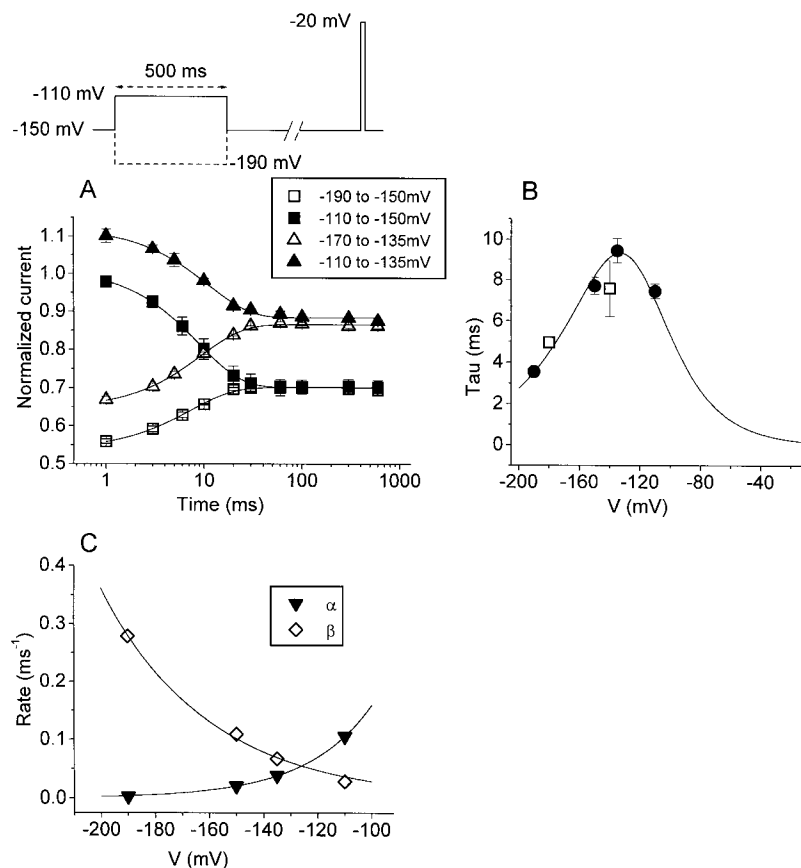 -20 mV
500 ms
-110 mV
-150 mV
-190 mV
A
-190 to -150mV
-110 to -150mV
-170 to -135mV
-110 to -135mV
1.1
1.0
0.9
0.8
0.7
0.6
0.5
Normalized current
1 10 100 1000
Time (ms)
B
10
8
6
4
2
0
Tau (ms)
-200 -160 -120 -80 -40
V (mV)
C
α
β
0.4
0.3
0.2
0.1
0.0
Rate (ms-1)
-200 -180 -160 -140 -120 -100
V (mV)